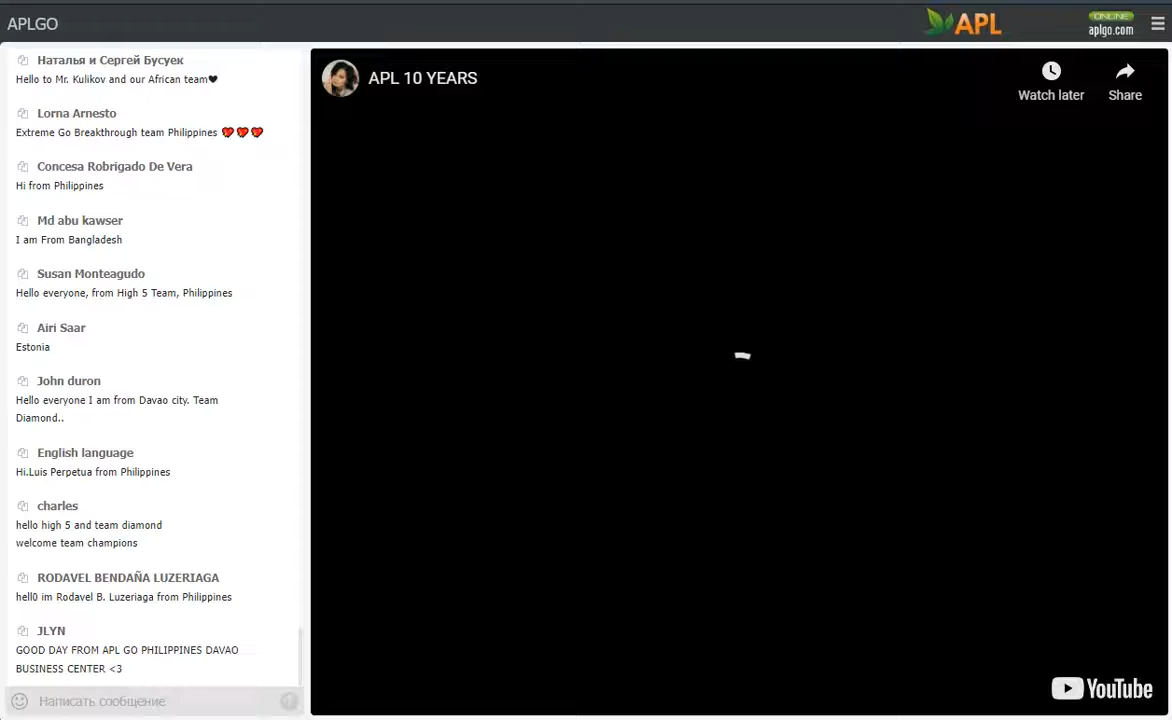 APLGO
APL
ONLINE
aplgo.com
Наталья и Сергей Бусуек
Hello to Mr. Kulikov and our African team🖤
Lorna Arnesto
Extreme Go Breakthrough team Philippines ❤️❤️❤️
Concesa Robrigado De Vera
Hi from Philippines
Md abu kawser
I am From Bangladesh
Susan Monteagudo
Hello everyone, from High 5 Team, Philippines
Airi Saar
Estonia
John duron
Hello everyone I am from Davao city. Team
Diamond..
English language
Hi.Luis Perpetua from Philippines
charles
hello high 5 and team diamond
welcome team champions
RODAVEL BENDAÑA LUZERIAGA
hell0 im Rodavel B. Luzeriaga from Philippines
JLYN
GOOD DAY FROM APL GO PHILIPPINES DAVAO
BUSINESS CENTER <3
Написать сообщение
APL 10 YEARS
Watch later
Share
YouTube